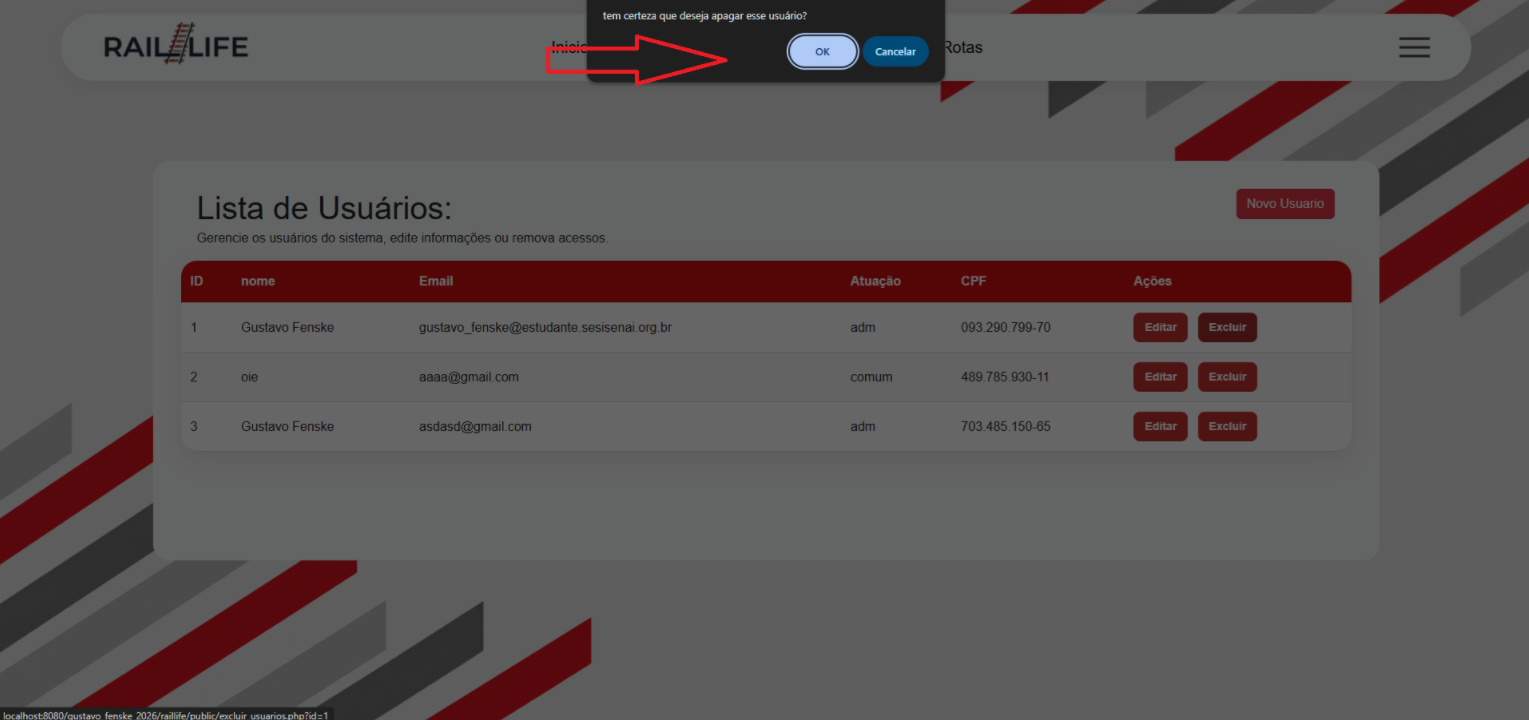 tem certeza que deseja apagar esse usuário?
OK
Cancelar
RAIL LIFE
Inicio
Rotas
Lista de Usuários:
Novo Usuario
Gerencie os usuários do sistema, edite informações ou remova acessos.
ID nome Email Atuação CPF Ações
1 Gustavo Fenske gustavo_fenske@estudante.sesisenai.org.br adm 093.290.799-70 Editar Excluir
2 oie aaaa@gmail.com comum 489.785.930-11 Editar Excluir
3 Gustavo Fenske asdasd@gmail.com adm 703.485.150-65 Editar Excluir
localhost:8080/gustavo_fenske_2026/raillife/public/excluir_usuarios.php?id=1